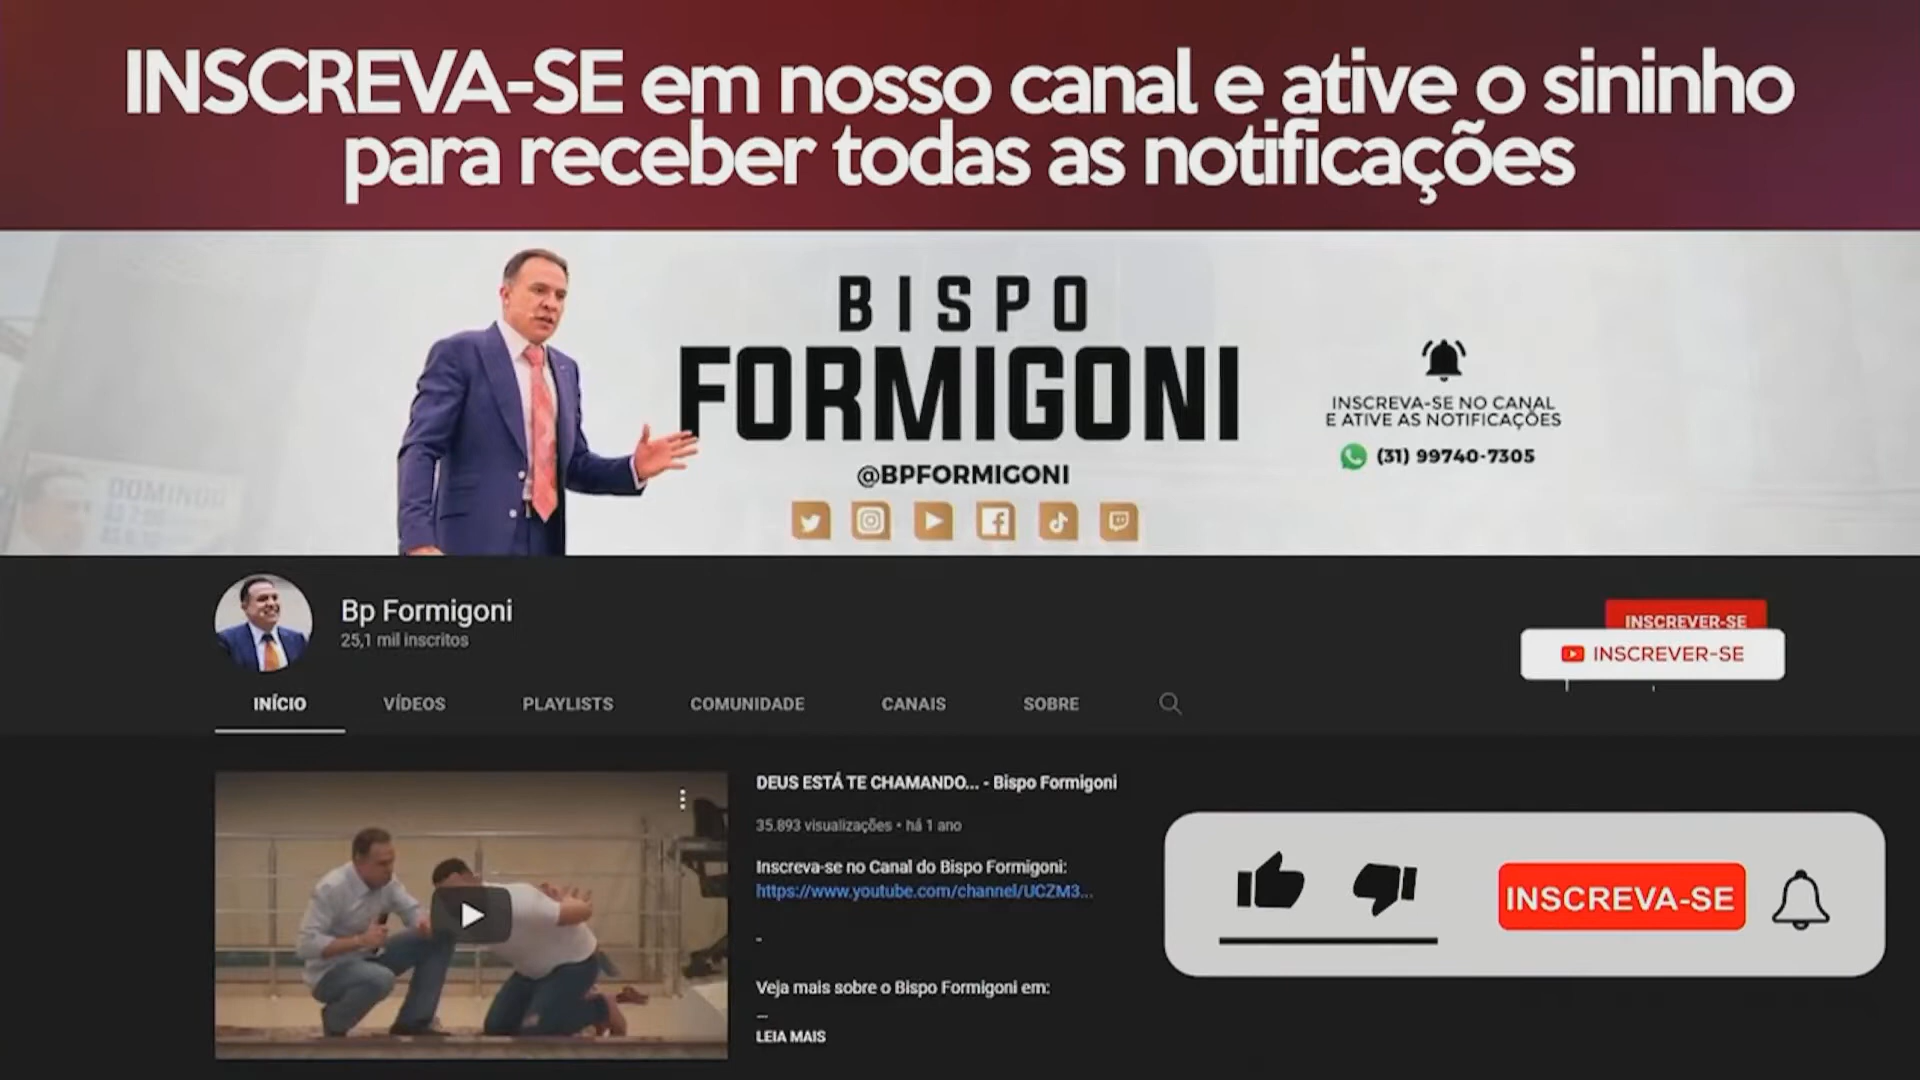 INSCREVA-SE em nosso canal e ative o sininho
para receber todas as notificações
BISPO
FORMIGONI
@BPFORMIGONI
INSCREVA-SE NO CANAL
E ATIVE AS NOTIFICAÇÕES
(31) 99740-7305
DOMINGO
Bp Formigoni
25,1 mil inscritos
INSCREVER-SE
INSCREVER-SE
INÍCIO
VÍDEOS
PLAYLISTS
COMUNIDADE
CANAIS
SOBRE
DEUS ESTÁ TE CHAMANDO... - Bispo Formigoni
35.893 visualizações • há 1 ano
Inscreva-se no Canal do Bispo Formigoni:
https://www.youtube.com/channel/UCZM3...
-
Veja mais sobre o Bispo Formigoni em:
...
LEIA MAIS
INSCREVA-SE